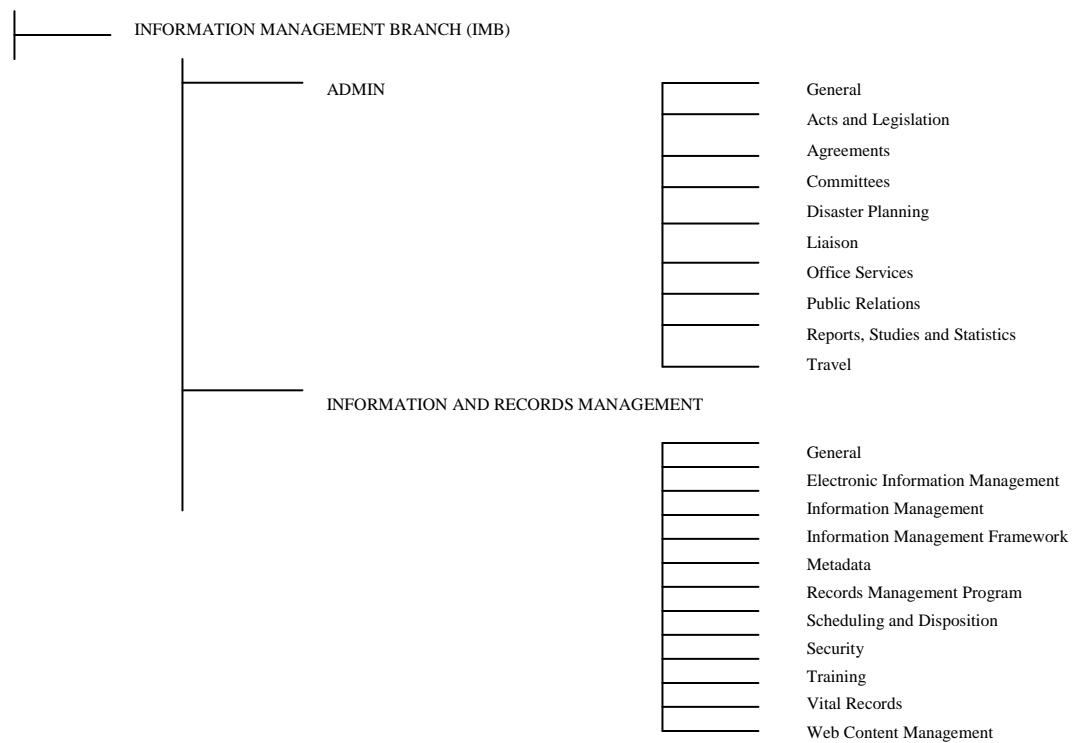 INFORMATION MANAGEMENT BRANCH (IMB)
ADMIN
General
Acts and Legislation
Agreements
Committees
Disaster Planning
Liaison
Office Services
Public Relations
Reports, Studies and Statistics
Travel
INFORMATION AND RECORDS MANAGEMENT
General
Electronic Information Management
Information Management
Information Management Framework
Metadata
Records Management Program
Scheduling and Disposition
Security
Training
Vital Records
Web Content Management